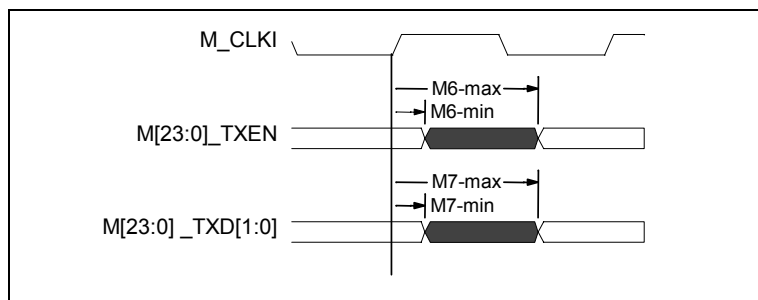 M_CLKI
M6-max
M6-min
M[23:0]_TXEN
M7-max
M7-min
M[23:0] _TXD[1:0]